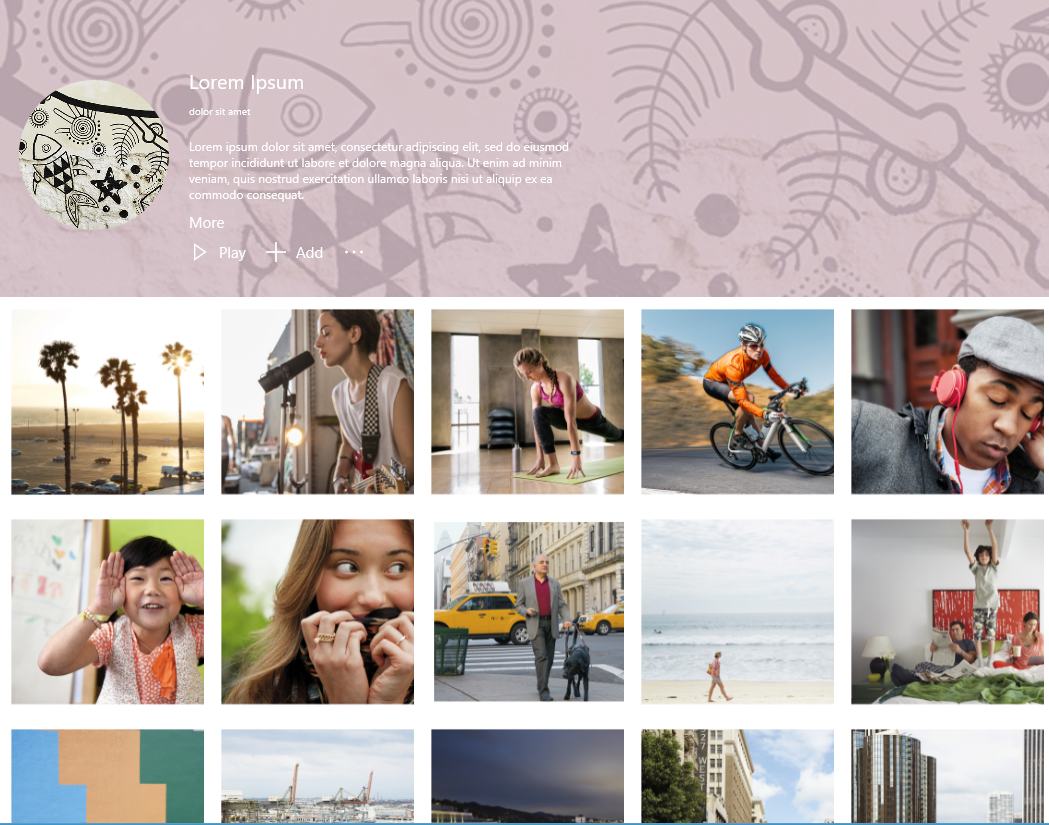 Lorem Ipsum
dolor sit amet
Lorem ipsum dolor sit amet, consectetur adipiscing elit, sed do eiusmod
tempor incididunt ut labore et dolore magna aliqua. Ut enim ad minim
veniam, quis nostrud exercitation ullamco laboris nisi ut aliquip ex ea
commodo consequat.
More
Play Add ...